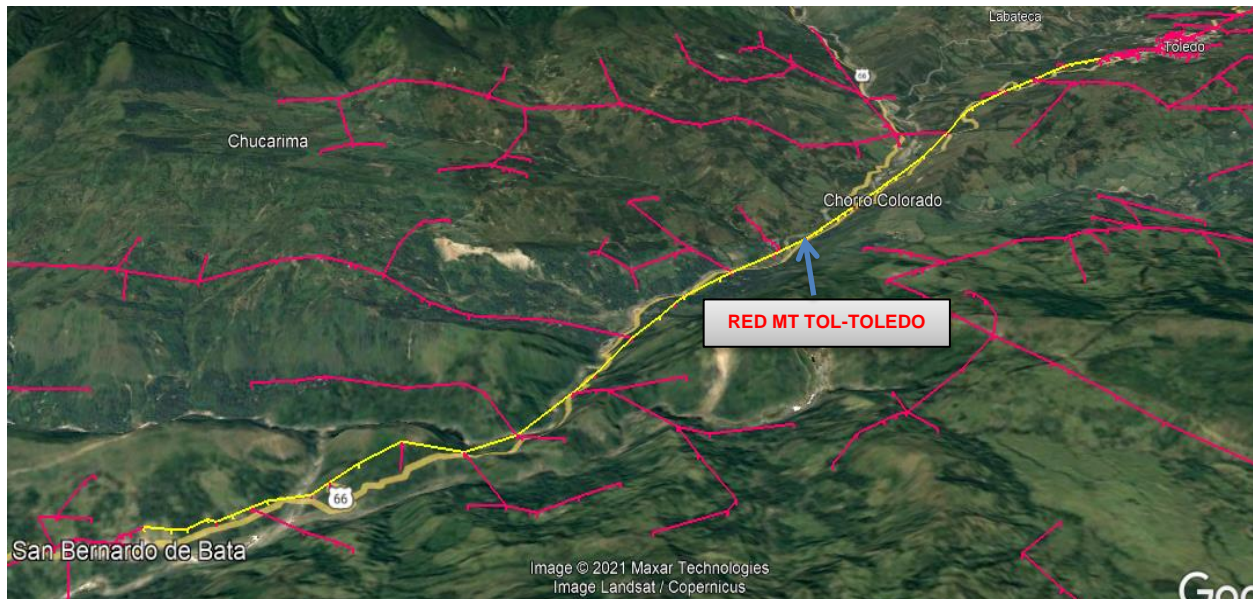 Labateca
Toledo
66
Chucarima
Chorro Colorado
RED MT TOL-TOLEDO
66
San Bernardo de Bata
Image © 2021 Maxar Technologies
Image Landsat / Copernicus
Goo